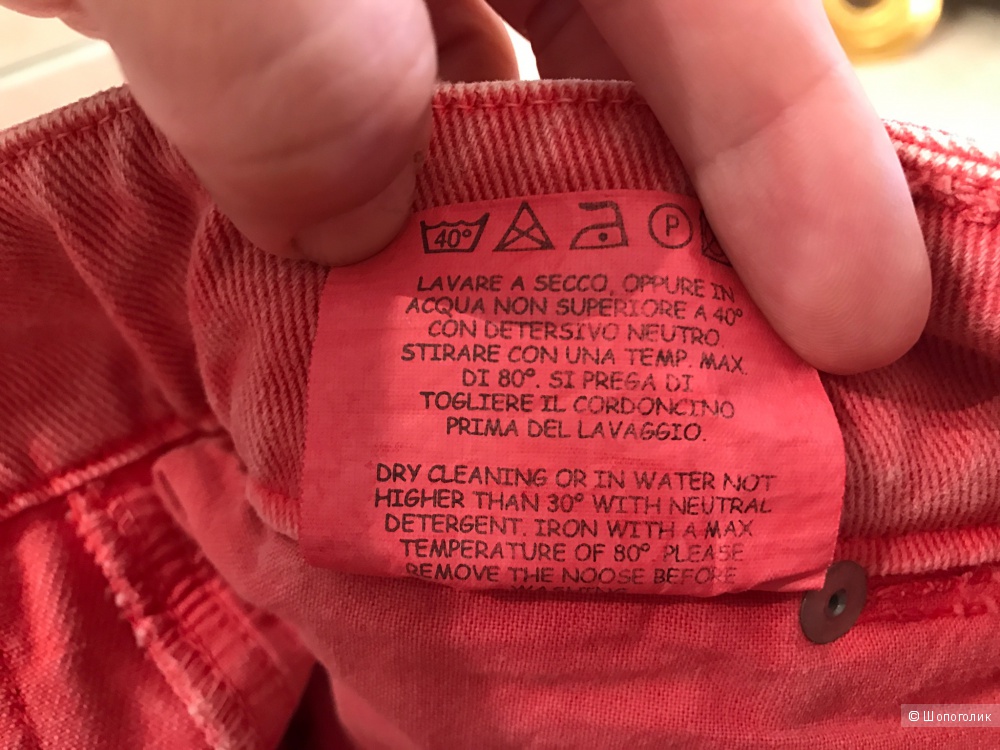 40°
P
LAVARE A SECCO, OPPURE IN
ACQUA NON SUPERIORE A 40°
CON DETERSIVO NEUTRO.
STIRARE CON UNA TEMP. MAX.
DI 80°. SI PREGA DI
TOGLIERE IL CORDONCINO
PRIMA DEL LAVAGGIO.
DRY CLEANING OR IN WATER NOT
HIGHER THAN 30° WITH NEUTRAL
DETERGENT. IRON WITH A MAX
TEMPERATURE OF 80° PLEASE
REMOVE THE NOOSE BEFORE
WASHING
© Шопоголик